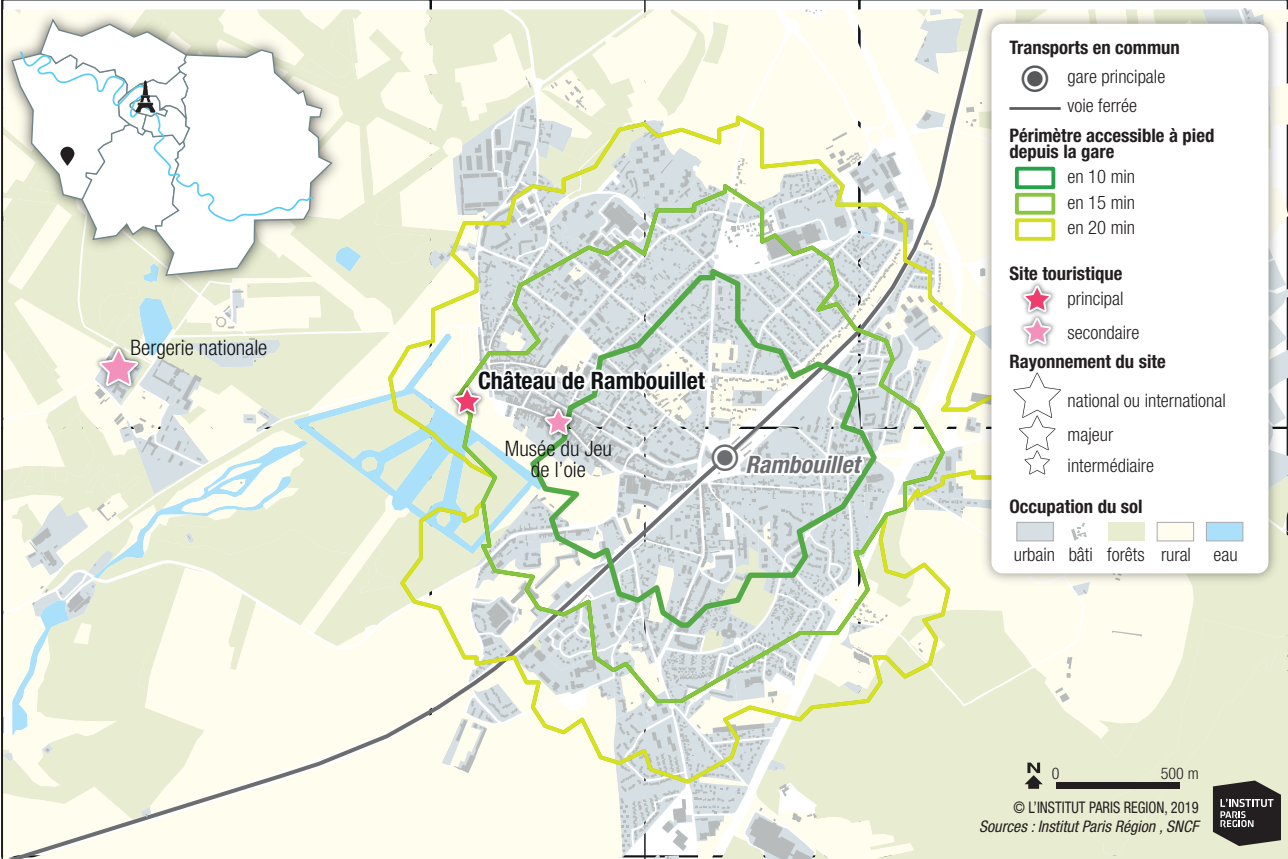 Bergerie nationale
Château de Rambouillet
Musée du Jeu
de l'oie
Rambouillet
Transports en commun
gare principale
voie ferrée
Périmètre accessible à pied
depuis la gare
en 10 min
en 15 min
en 20 min
Site touristique
principal
secondaire
Rayonnement du site
national ou international
majeur
intermédiaire
Occupation du sol
urbain bâti forêts rural eau
N
0 500 m
© L'INSTITUT PARIS REGION, 2019
Sources : Institut Paris Région , SNCF
L'INSTITUT
PARIS
REGION